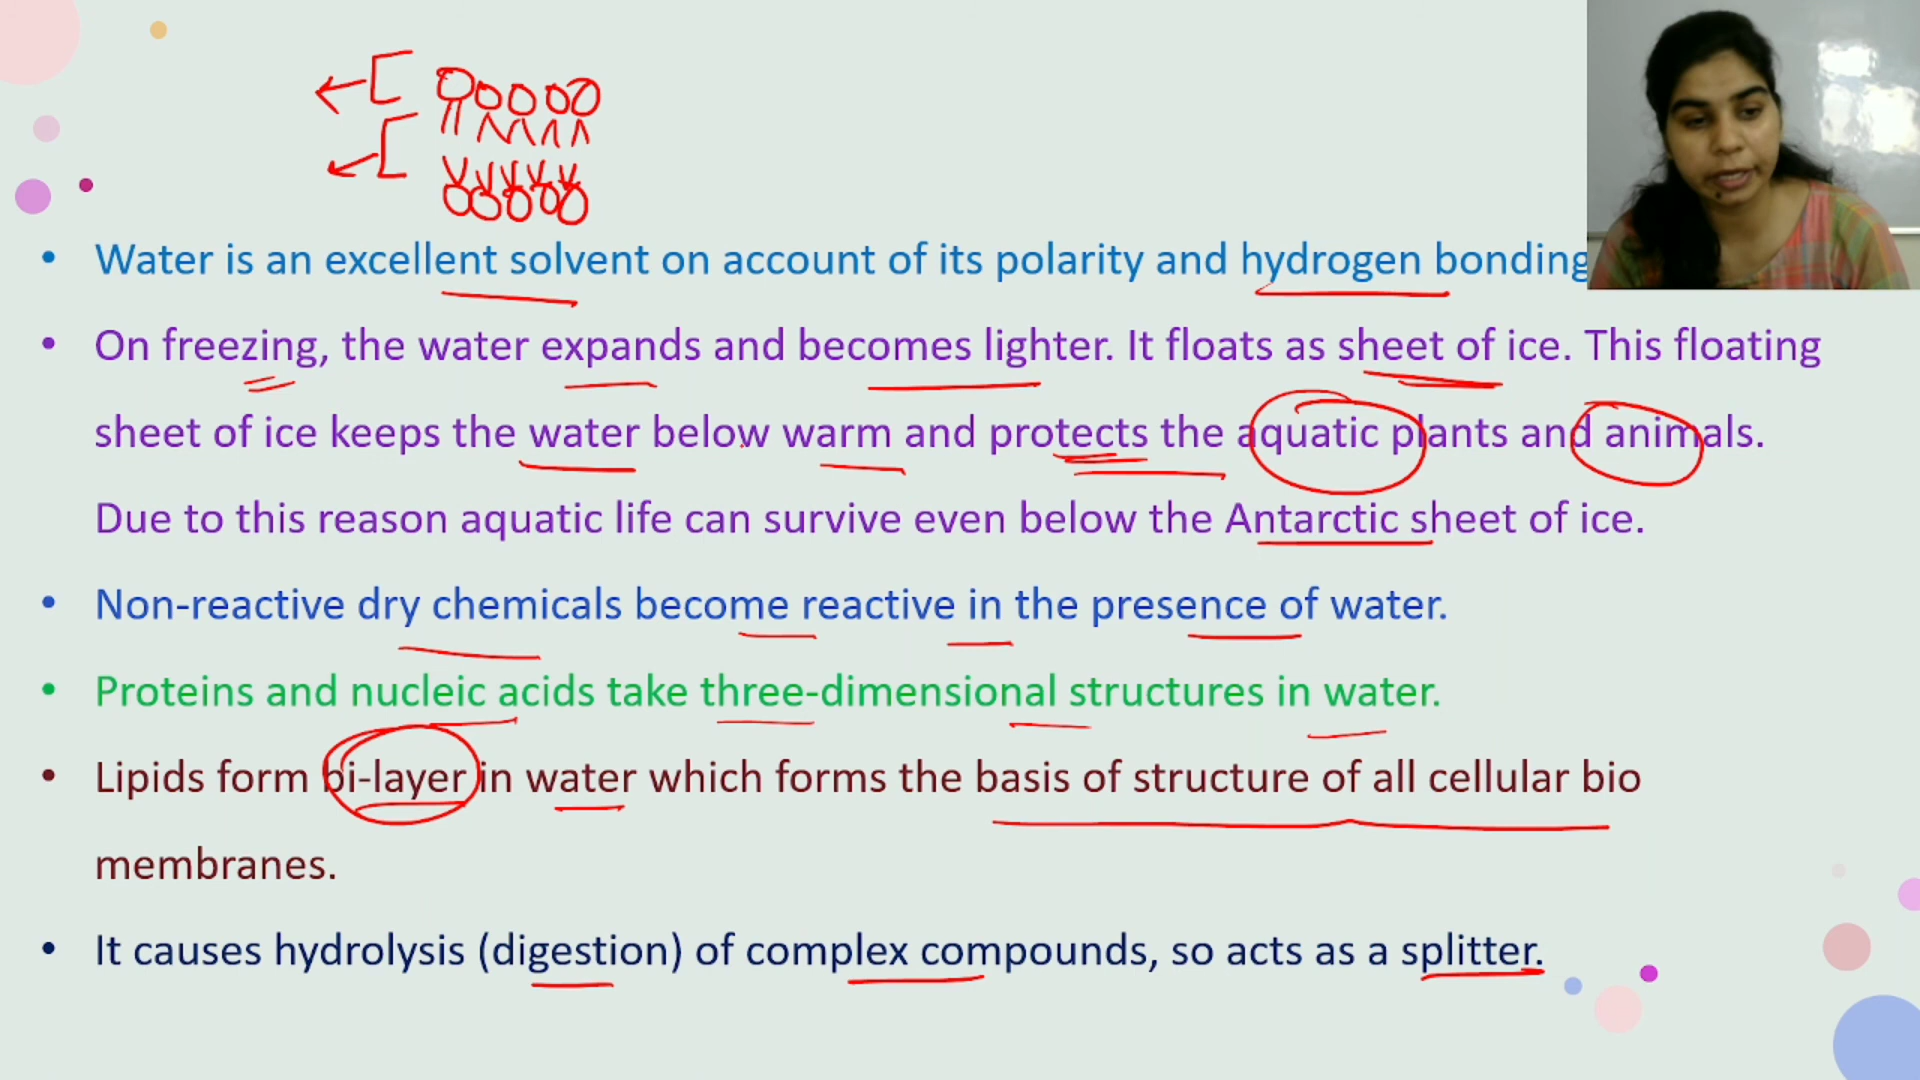 • Water is an excellent solvent on account of its polarity and hydrogen bonding
• On freezing, the water expands and becomes lighter. It floats as sheet of ice. This floating
sheet of ice keeps the water below warm and protects the aquatic plants and animals.
Due to this reason aquatic life can survive even below the Antarctic sheet of ice.
• Non-reactive dry chemicals become reactive in the presence of water.
• Proteins and nucleic acids take three-dimensional structures in water.
• Lipids form bi-layer in water which forms the basis of structure of all cellular bio
membranes.
• It causes hydrolysis (digestion) of complex compounds, so acts as a splitter.